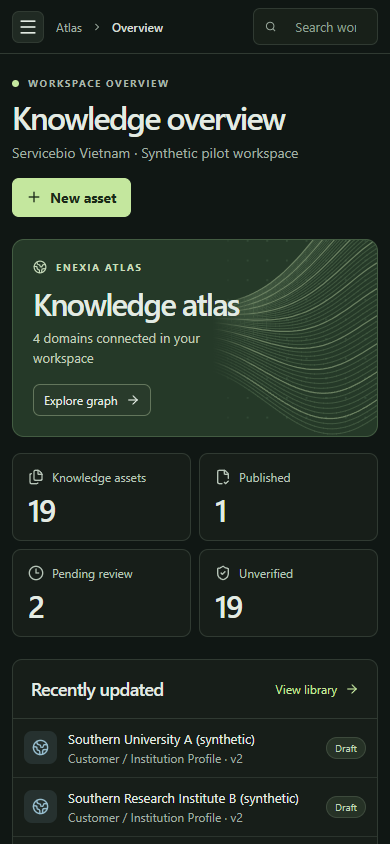 Atlas > Overview
Search wor
WORKSPACE OVERVIEW
Knowledge overview
Servicebio Vietnam · Synthetic pilot workspace
+ New asset
ENEXIA ATLAS
Knowledge atlas
4 domains connected in your
workspace
Explore graph →
Knowledge assets
19
Published
1
Pending review
2
Unverified
19
Recently updated
View library →
Southern University A (synthetic)
Customer / Institution Profile · v2
Draft
Southern Research Institute B (synthetic)
Customer / Institution Profile · v2
Draft